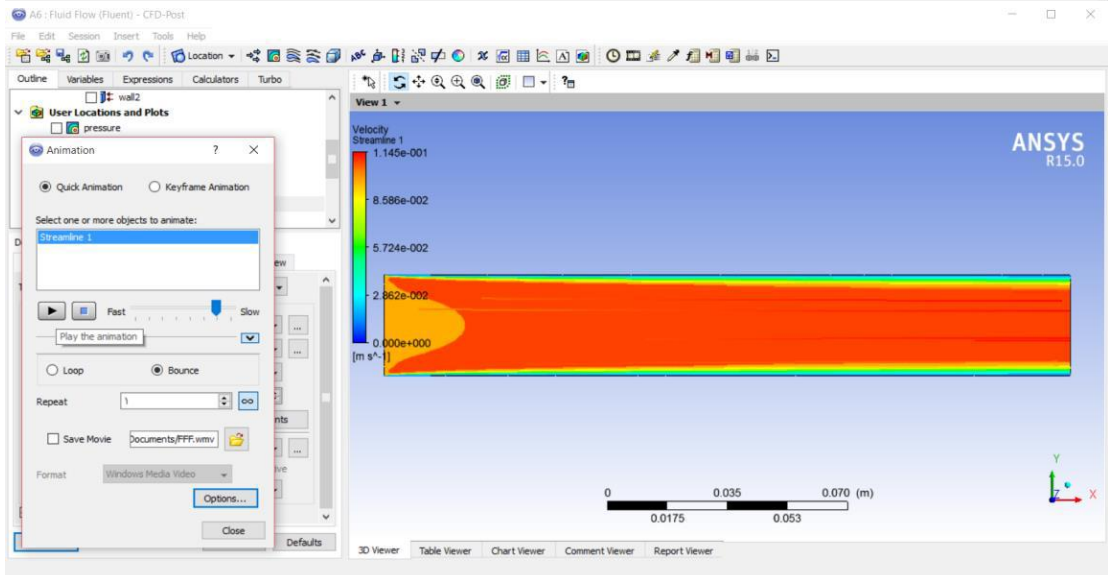 A6 : Fluid Flow (Fluent) - CFD-Post
File Edit Session Insert Tools Help
Location
Outline Variables Expressions Calculators Turbo
wall2
User Locations and Plots
pressure
Animation ? ×
Quick Animation Keyframe Animation
Select one or more objects to animate:
Streamline 1
Fast Slow
Play the animation
Loop Bounce
Repeat 1
Save Movie Documents/FFF.wmv
Format Windows Media Video
Options...
Close
Defaults
View 1
Velocity
Streamline 1
1.145e-001
8.586e-002
5.724e-002
2.862e-002
0.000e+000
[m s^-1]
ANSYS
R15.0
Y
Z X
0 0.035 0.070 (m)
0.0175 0.053
3D Viewer Table Viewer Chart Viewer Comment Viewer Report Viewer